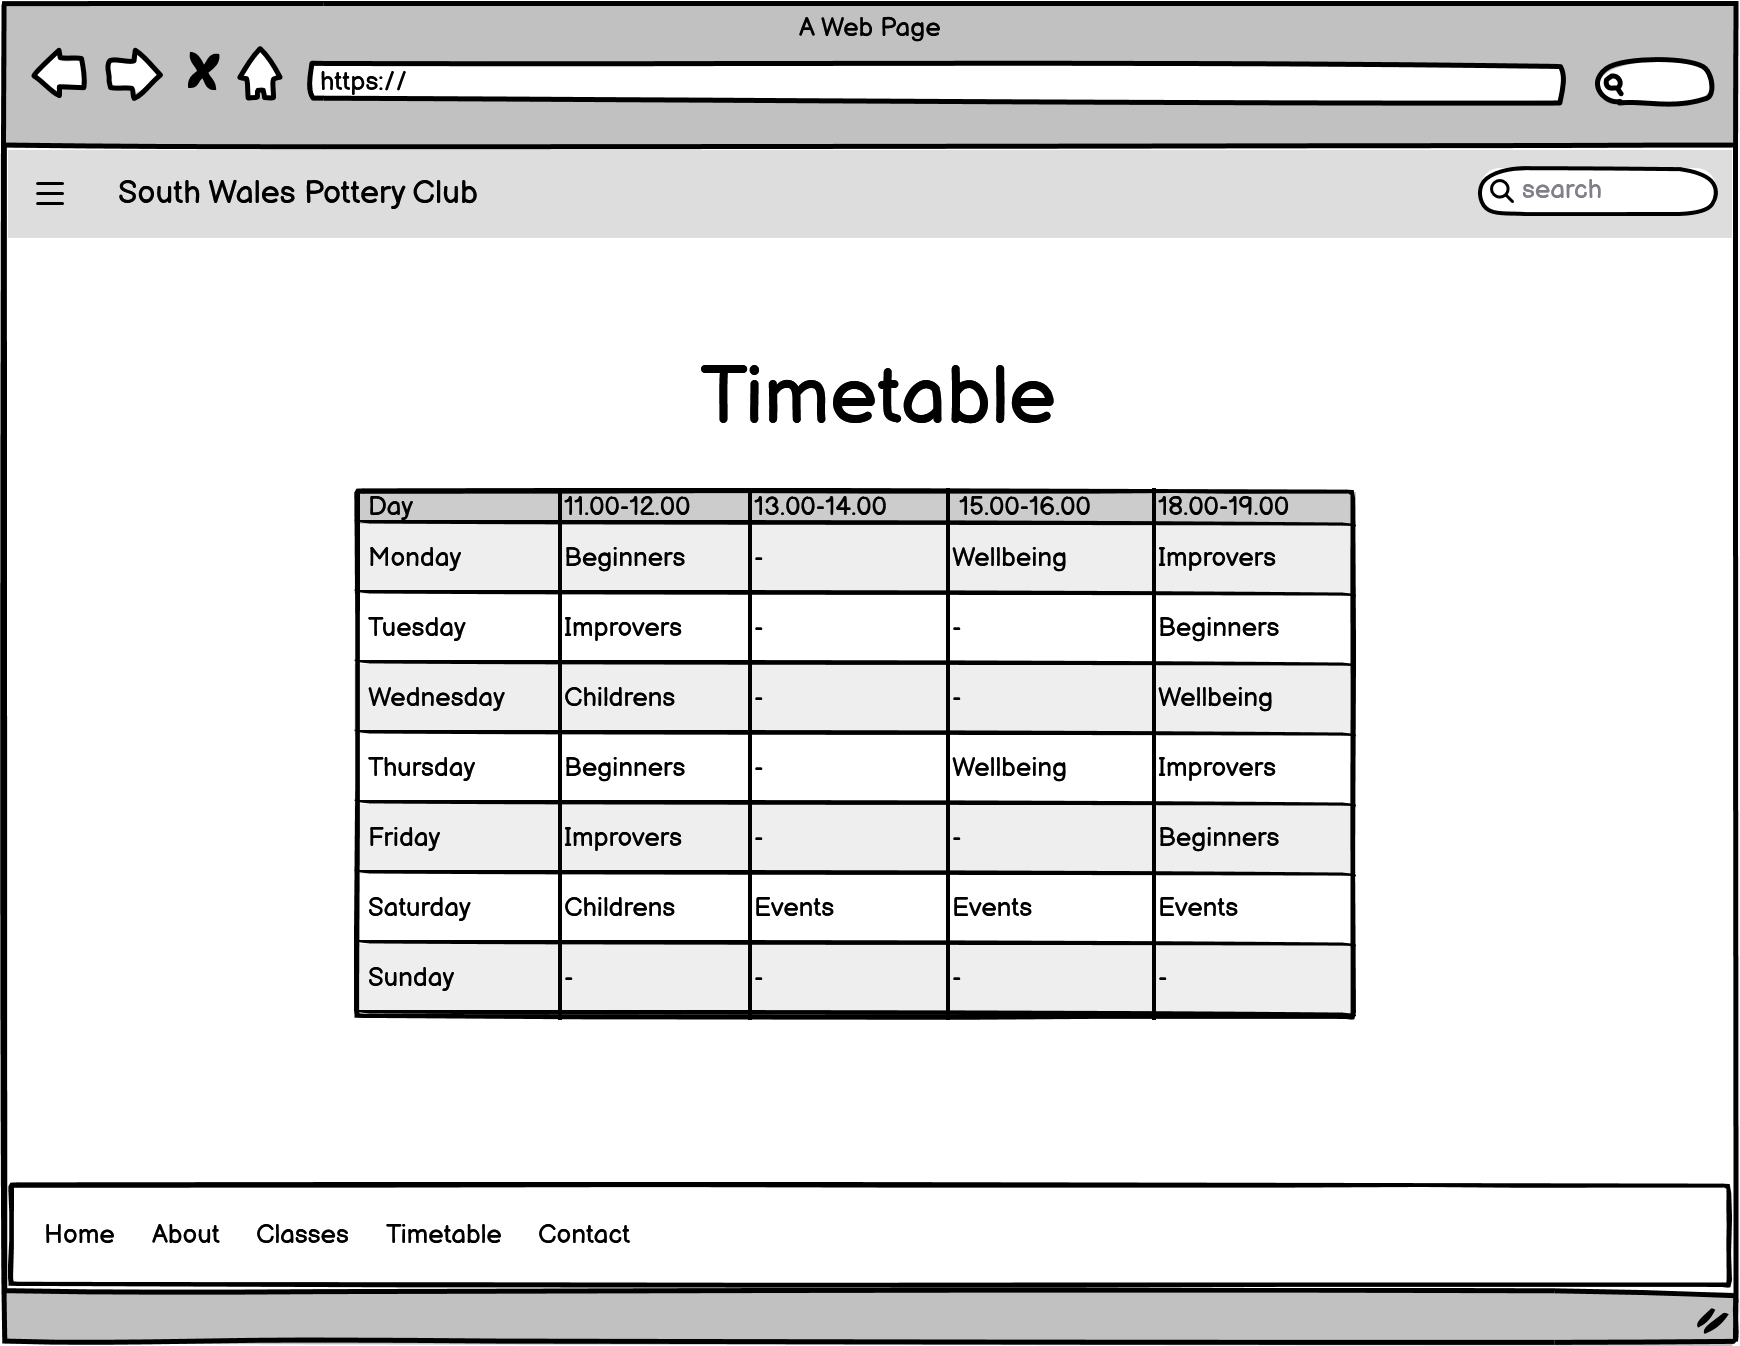 A Web Page
https://
South Wales Pottery Club
search
Timetable
Day 11.00-12.00 13.00-14.00 15.00-16.00 18.00-19.00
Monday Beginners - Wellbeing Improvers
Tuesday Improvers - - Beginners
Wednesday Childrens - - Wellbeing
Thursday Beginners - Wellbeing Improvers
Friday Improvers - - Beginners
Saturday Childrens Events Events Events
Sunday - - - -
Home About Classes Timetable Contact